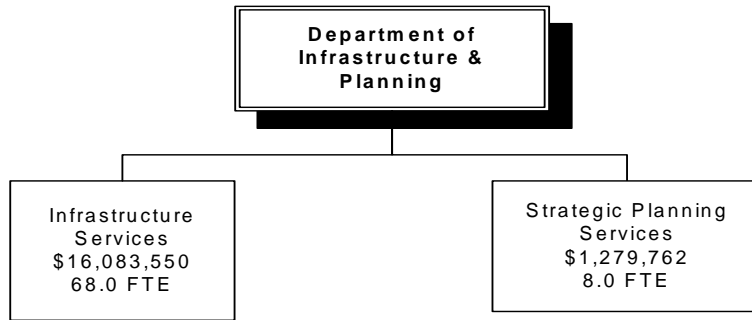 Department of
Infrastructure &
Planning
Infrastructure
Services
$16,083,550
68.0 FTE
Strategic Planning
Services
$1,279,762
8.0 FTE